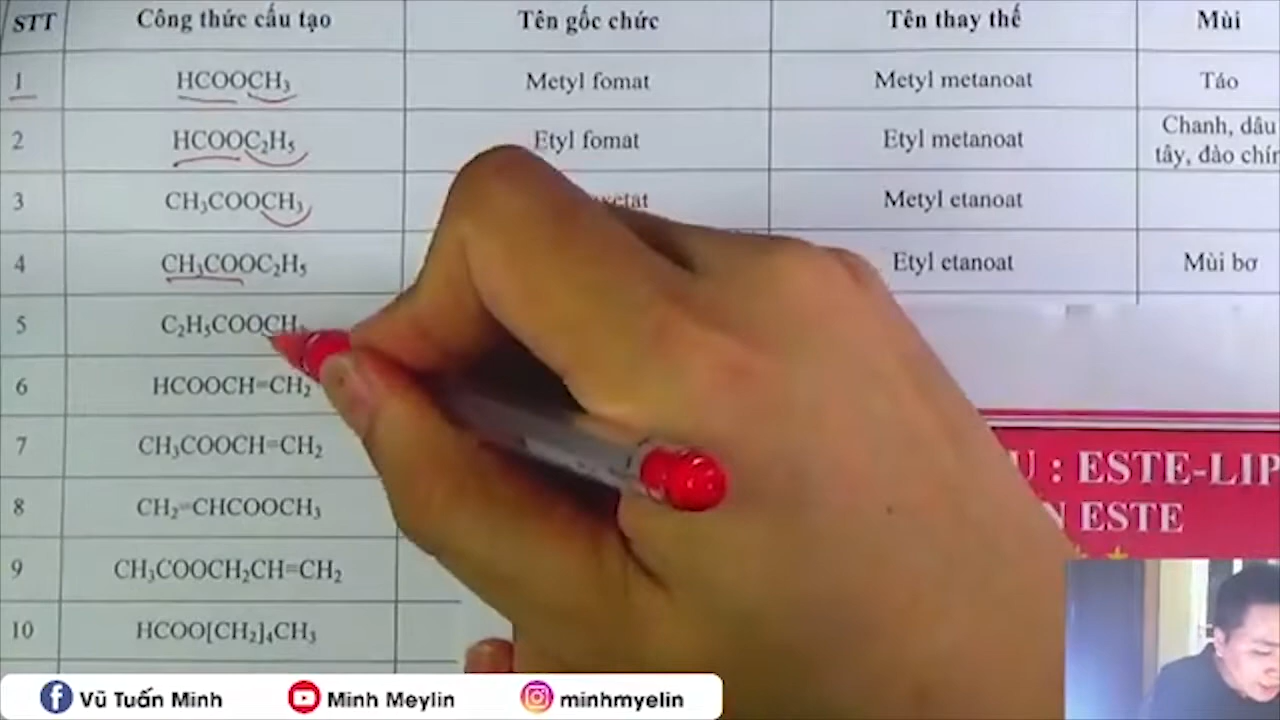 STT Công thức cấu tạo Tên gốc chức Tên thay thế Mùi
1 HCOOCH₃ Metyl fomat Metyl metanoat Táo
2 HCOOC₂H₅ Etyl fomat Etyl metanoat Chanh, dâu
tây, đào
3 CH₃COOCH₃ Metyl etanoat
4 CH₃COOC₂H₅ Etyl etanoat Mùi bơ
5 C₂H₅COOCH
6 HCOOCH=CH₂
7 CH₃COOCH=CH₂
8 CH₂=CHCOOCH₃
9 CH₃COOCH₂CH=CH₂
10 HCOO[CH₂]₄CH₃
: ESTE-LIP
ESTE
Vũ Tuấn Minh Minh Meylin minhmyelin